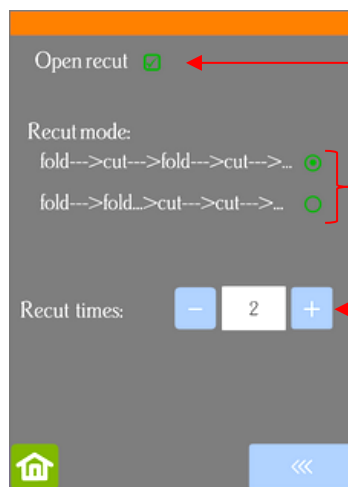 Open recut
Recut mode:
fold--->cut--->fold--->cut--->...
fold--->fold...>cut--->cut--->...
Recut times: - 2 +
<<<